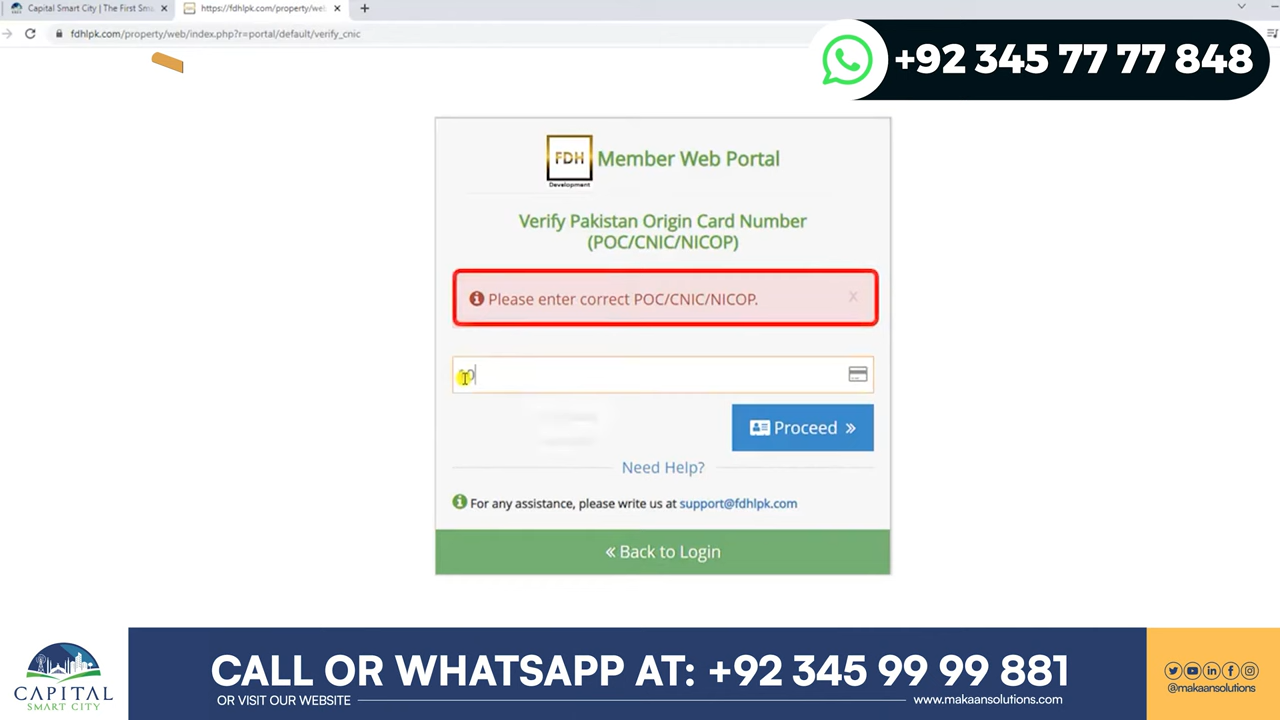 Capital Smart City | The First Sma
https://fdhlpk.com/property/web
fdhlpk.com/property/web/index.php?r=portal/default/verify_cnic
+92 345 77 77 848
FDH
Development
Member Web Portal
Verify Pakistan Origin Card Number
(POC/CNIC/NICOP)
Please enter correct POC/CNIC/NICOP.
x
Proceed »
Need Help?
For any assistance, please write us at support@fdhlpk.com
« Back to Login
CAPITAL
SMART CITY
CALL OR WHATSAPP AT: +92 345 99 99 881
OR VISIT OUR WEBSITE
www.makaansolutions.com
@makaansolutions